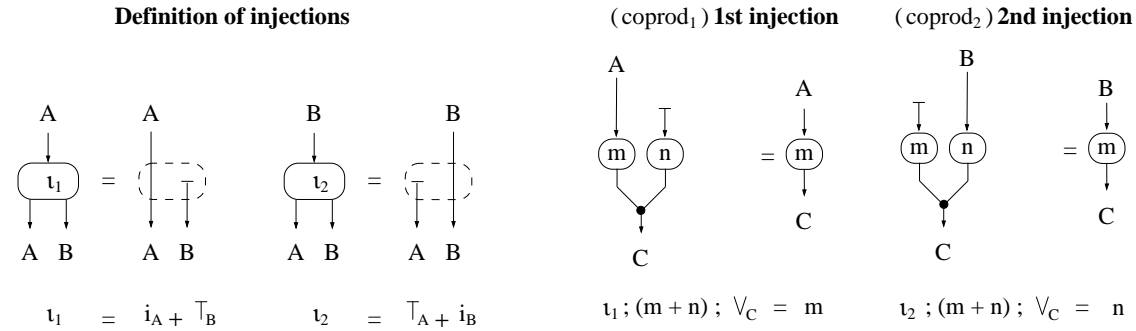 Definition of injections
(coprod₁) 1st injection
(coprod₂) 2nd injection
A A B B
ι₁ = ι₂ =
A B A B A B A B
ι₁ = i_A + ⊤_B ι₂ = ⊤_A + i_B
A A
m n = m
C C
ι₁ ; (m + n) ; \/_C = m
B B
m n = m
C C
ι₂ ; (m + n) ; \/_C = n